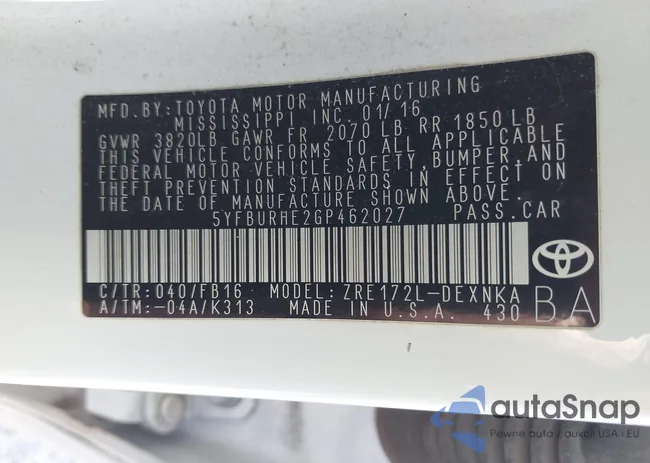 MFD.BY: TOYOTA MOTOR MANUFACTURING
MISSISSIPPI INC. 01/16
GVWR 3820LB GAWR FR 2070 LB RR 1850 LB
THIS VEHICLE CONFORMS TO ALL APPLICABLE
FEDERAL MOTOR VEHICLE SAFETY, BUMPER, AND
THEFT PREVENTION STANDARDS IN EFFECT ON
THE DATE OF MANUFACTURE SHOWN ABOVE.
5YFBURHE2GP462027 PASS.CAR
C/TR: 040/FB16 MODEL: ZRE172L-DEXNKA
A/TM:-04A/K313 MADE IN U.S.A. 430
BA
autaSnap
Pewne auta z aukcji USA i EU